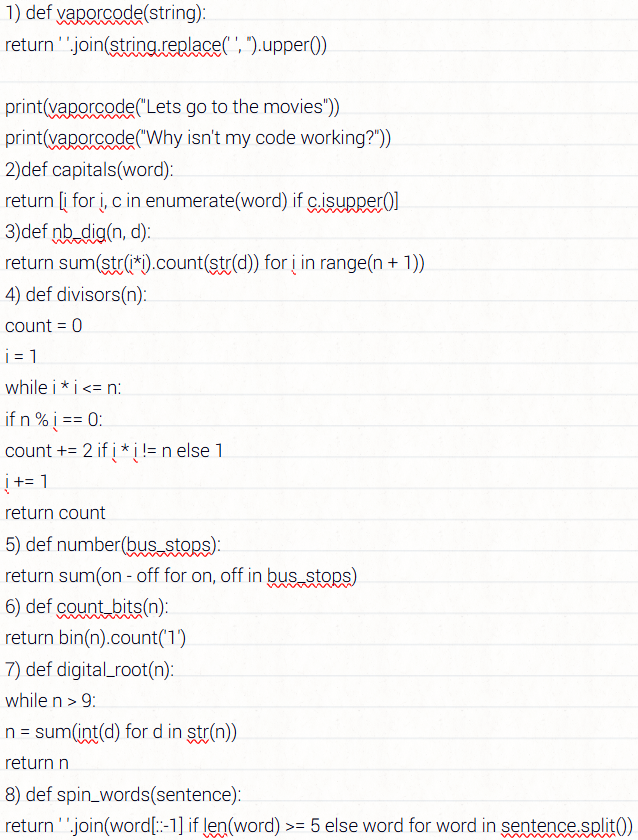 1) def vaporcode(string):
return ' '.join(string.replace(' ', '').upper())
print(vaporcode("Lets go to the movies"))
print(vaporcode("Why isn't my code working?"))
2)def capitals(word):
return [i for i, c in enumerate(word) if c.isupper()]
3)def nb_dig(n, d):
return sum(str(i*i).count(str(d)) for i in range(n + 1))
4) def divisors(n):
count = 0
i = 1
while i * i <= n:
if n % i == 0:
count += 2 if i * i != n else 1
i += 1
return count
5) def number(bus_stops):
return sum(on - off for on, off in bus_stops)
6) def count_bits(n):
return bin(n).count('1')
7) def digital_root(n):
while n > 9:
n = sum(int(d) for d in str(n))
return n
8) def spin_words(sentence):
return ' '.join(word[::-1] if len(word) >= 5 else word for word in sentence.split())